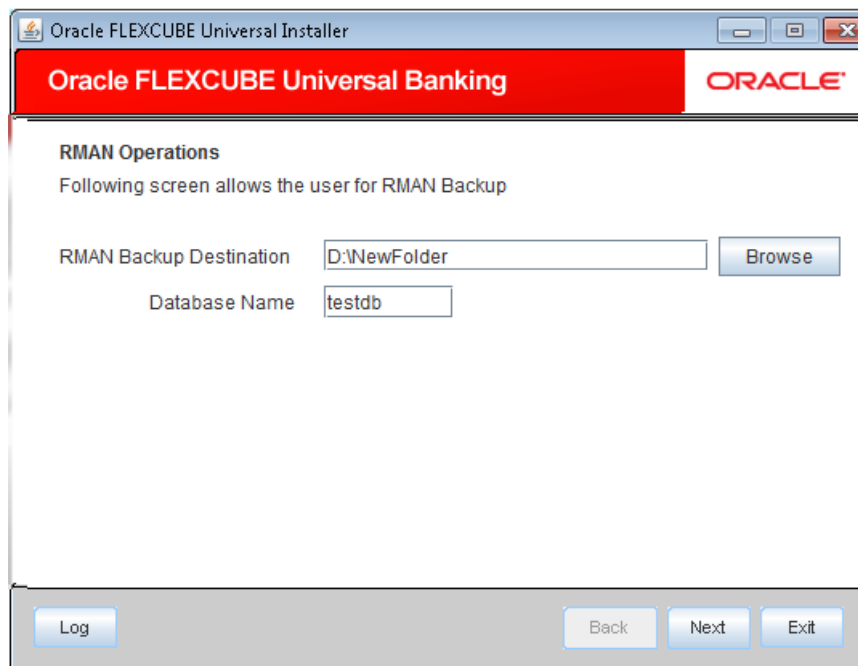 Oracle FLEXCUBE Universal Installer
Oracle FLEXCUBE Universal Banking
ORACLE
RMAN Operations
Following screen allows the user for RMAN Backup
RMAN Backup Destination D:\NewFolder Browse
Database Name testdb
Log Back Next Exit